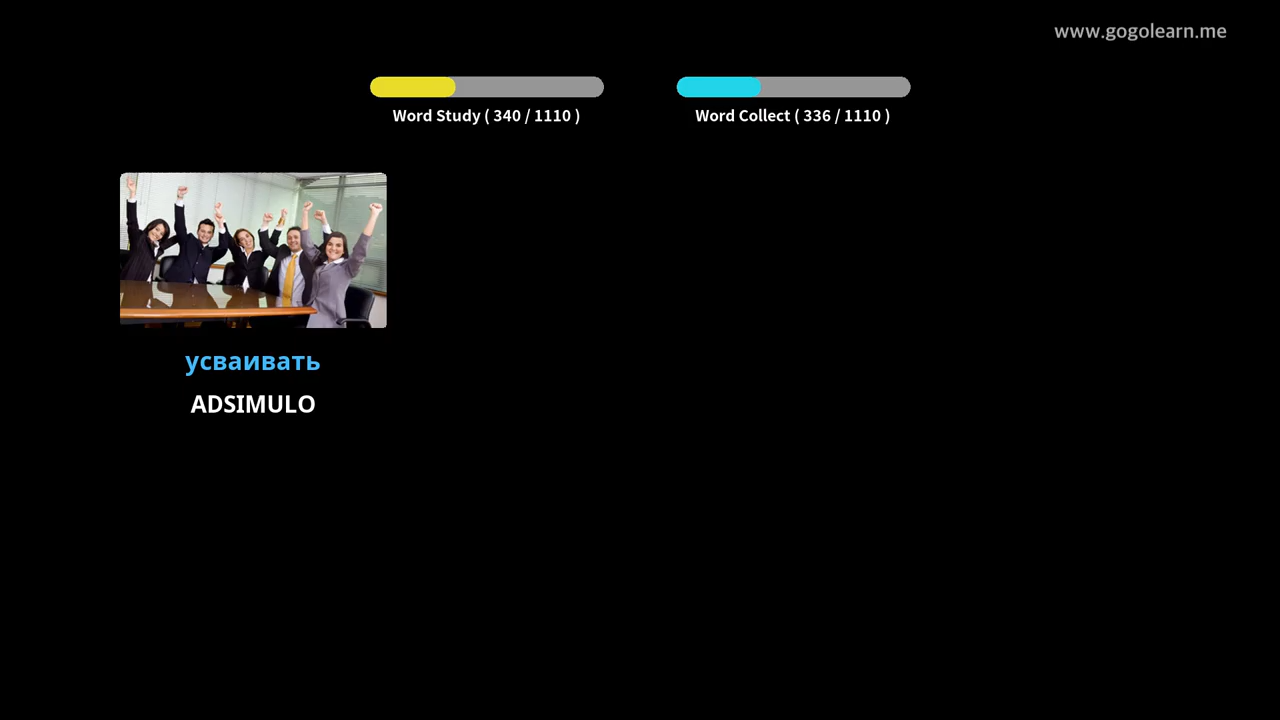 www.gogolearn.me
Word Study ( 340 / 1110 )
Word Collect ( 336 / 1110 )
усваивать
ADSIMULO